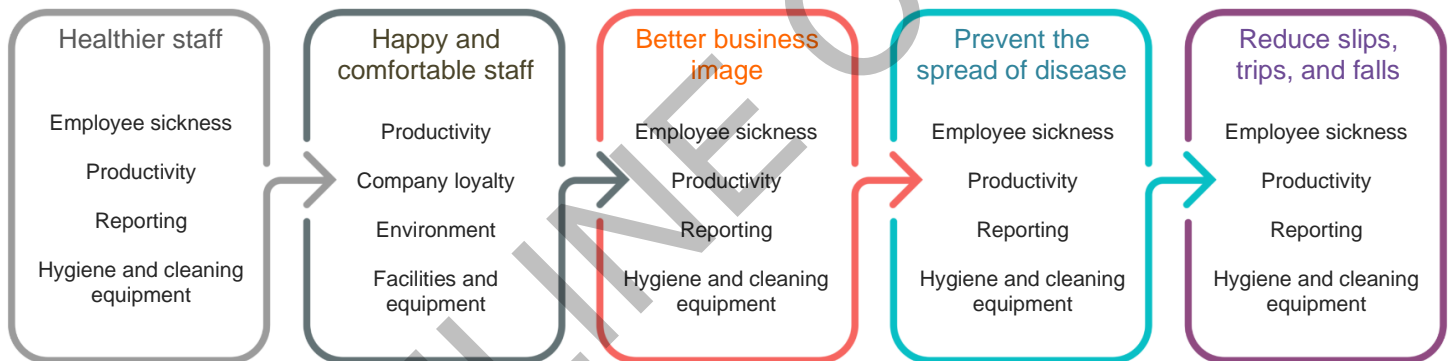 Healthier staff
Employee sickness
Productivity
Reporting
Hygiene and cleaning
equipment
Happy and
comfortable staff
Productivity
Company loyalty
Environment
Facilities and
equipment
Better business
image
Employee sickness
Productivity
Reporting
Hygiene and cleaning
equipment
Prevent the
spread of disease
Employee sickness
Productivity
Reporting
Hygiene and cleaning
equipment
Reduce slips,
trips, and falls
Employee sickness
Productivity
Reporting
Hygiene and cleaning
equipment